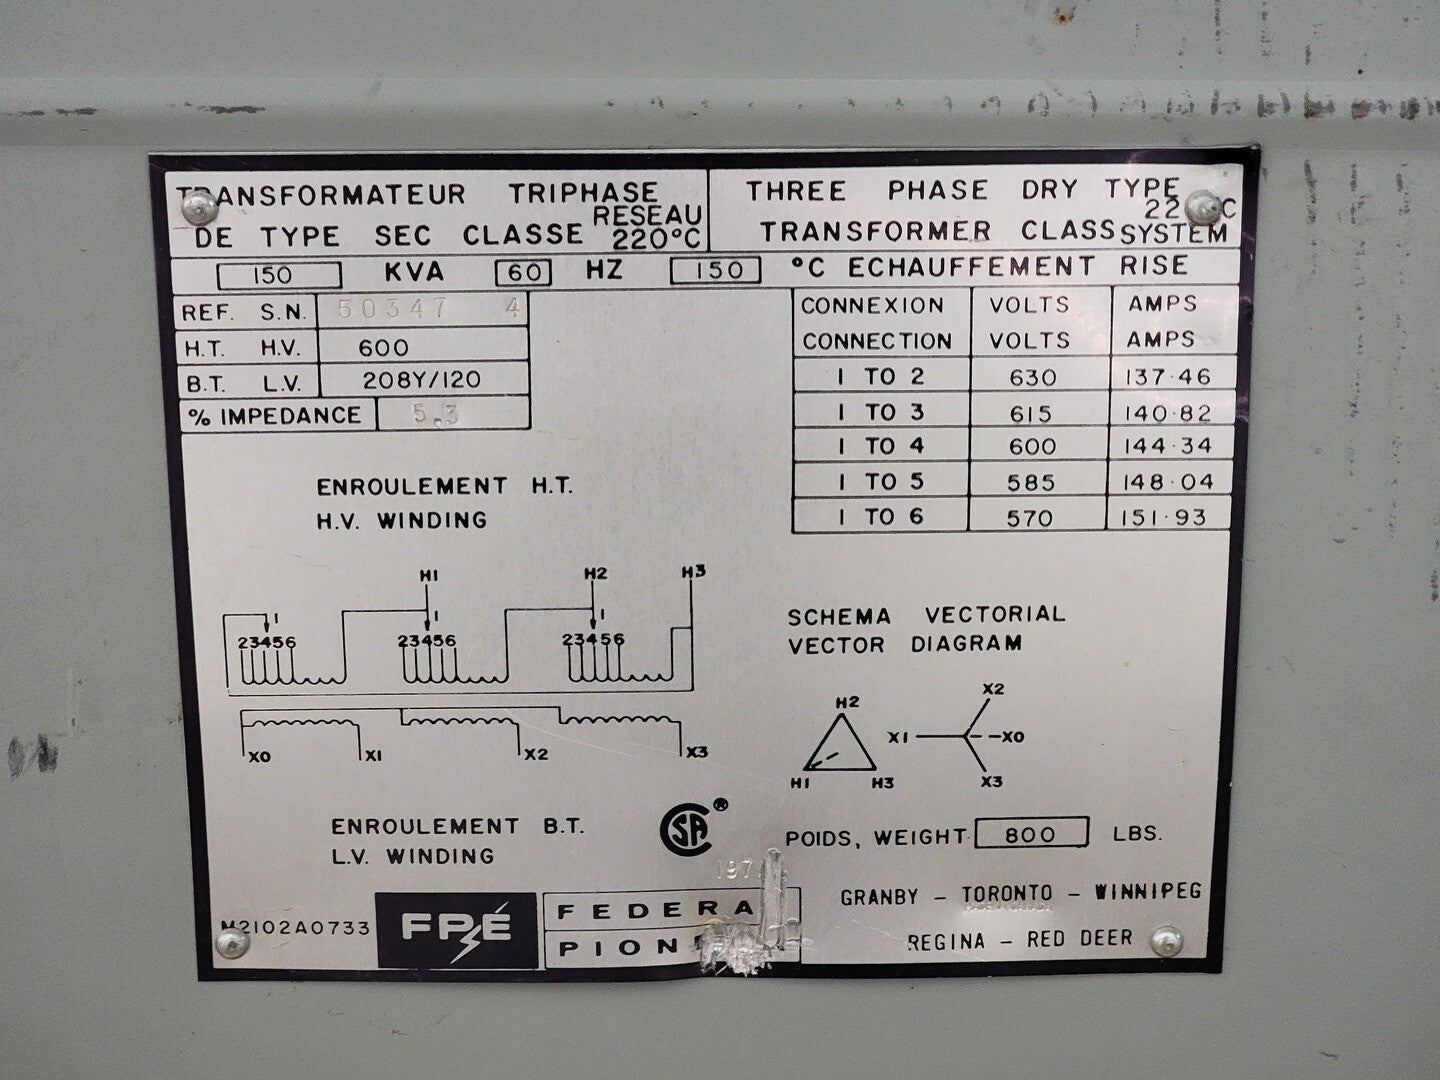 TRANSFORMATEUR TRIPHASE
DE TYPE SEC CLASSE RESEAU 220°C
THREE PHASE DRY TYPE
TRANSFORMER CLASS SYSTEM
150 KVA 60 HZ 150 °C ECHAUFFEMENT RISE
REF. S.N. 50347 4
H.T. H.V. 600
B.T. L.V. 208Y/120
% IMPEDANCE 5.3
CONNEXION VOLTS AMPS
CONNECTION VOLTS AMPS
1 TO 2 630 137.46
1 TO 3 615 140.82
1 TO 4 600 144.34
1 TO 5 585 148.04
1 TO 6 570 151.93
ENROULEMENT H.T.
H.V. WINDING
H1 H2 H3
1 1 1
23456 23456 23456
X0 X1 X2 X3
ENROULEMENT B.T.
L.V. WINDING
SCHEMA VECTORIAL
VECTOR DIAGRAM
H2
H1 H3
X2
X1 X0
X3
CSA ®
POIDS, WEIGHT 800 LBS.
M2102A0733
FPÉ
FEDERA
GRANBY - TORONTO - WINNIPEG
REGINA - RED DEER